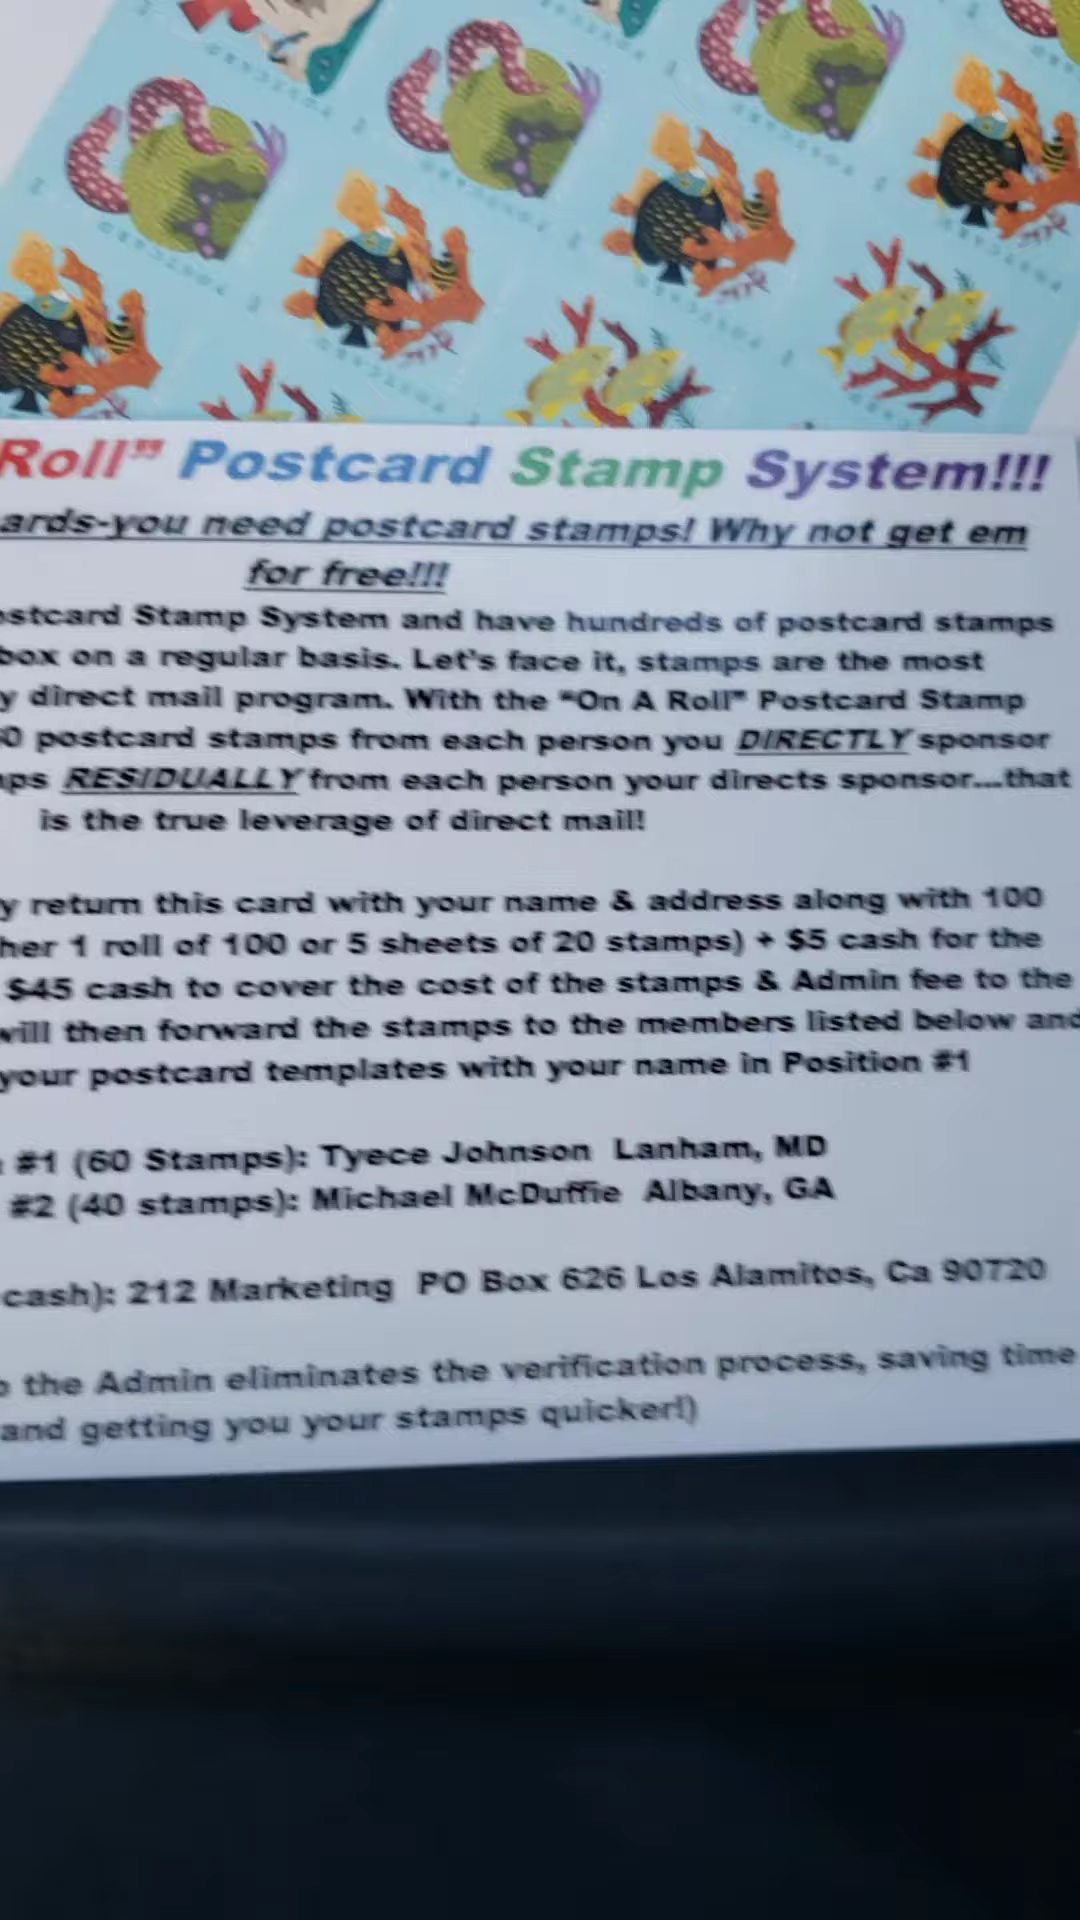 Roll" Postcard Stamp System!!!
ards-you need postcard stamps! Why not get em
for free!!!
ostcard Stamp System and have hundreds of postcard stamps
box on a regular basis. Let's face it, stamps are the most
y direct mail program. With the "On A Roll" Postcard Stamp
0 postcard stamps from each person you DIRECTLY sponsor
ps RESIDUALLY from each person your directs sponsor...that
is the true leverage of direct mail!
y return this card with your name & address along with 100
her 1 roll of 100 or 5 sheets of 20 stamps) + $5 cash for the
$45 cash to cover the cost of the stamps & Admin fee to the
will then forward the stamps to the members listed below and
your postcard templates with your name in Position #1
#1 (60 Stamps): Tyece Johnson Lanham, MD
#2 (40 stamps): Michael McDuffie Albany, GA
cash): 212 Marketing PO Box 626 Los Alamitos, Ca 90720
o the Admin eliminates the verification process, saving time
and getting you your stamps quicker!)